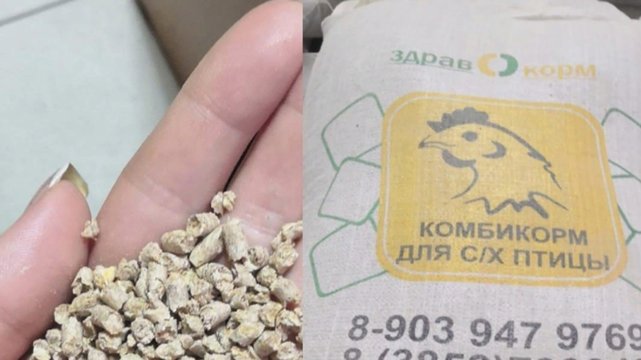 здрав корм
КОМБИКОРМ
ДЛЯ С/Х ПТИЦЫ
8-903 947 9769